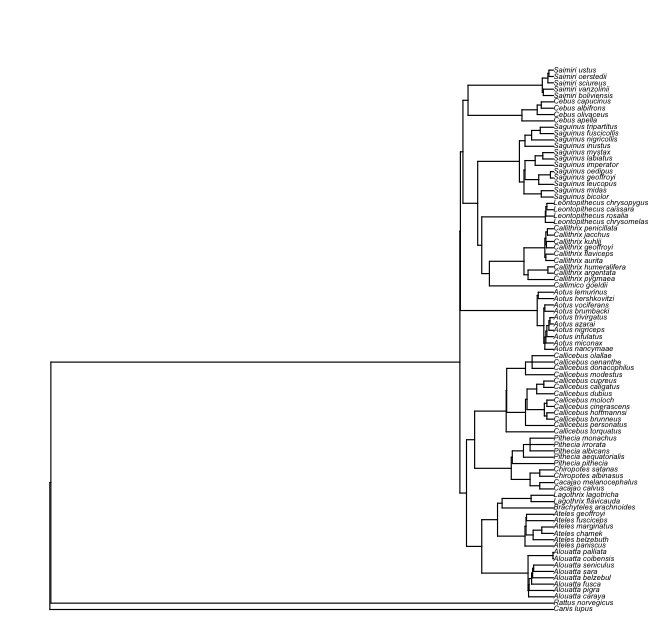 Saimiri ustus
Saimiri oerstedii
Saimiri sciureus
Saimiri vanzolinii
Saimiri boliviensis
Cebus capucinus
Cebus albifrons
Cebus olivaceus
Cebus apella
Saguinus tripartitus
Saguinus fuscicollis
Saguinus nigricollis
Saguinus inustus
Saguinus mystax
Saguinus labiatus
Saguinus imperator
Saguinus oedipus
Saguinus geoffroyi
Saguinus leucopus
Saguinus midas
Saguinus bicolor
Leontopithecus chrysopygus
Leontopithecus caissara
Leontopithecus rosalia
Leontopithecus chrysomelas
Callithrix penicillata
Callithrix jacchus
Callithrix kuhlii
Callithrix geoffroyi
Callithrix flaviceps
Callithrix aurita
Callithrix humeralifera
Callithrix argentata
Callithrix pygmaea
Callimico goeldii
Aotus lemurinus
Aotus hershkovitzi
Aotus vociferans
Aotus brumbacki
Aotus trivirgatus
Aotus azarai
Aotus nigriceps
Aotus infulatus
Aotus miconax
Aotus nancymaae
Callicebus olallae
Callicebus oenanthe
Callicebus donacophilus
Callicebus modestus
Callicebus cupreus
Callicebus caligatus
Callicebus dubius
Callicebus moloch
Callicebus cinerascens
Callicebus hoffmannsi
Callicebus brunneus
Callicebus personatus
Callicebus torquatus
Pithecia monachus
Pithecia irrorata
Pithecia albicans
Pithecia aequatorialis
Pithecia pithecia
Chiropotes satanas
Chiropotes albinasus
Cacajao melanocephalus
Cacajao calvus
Lagothrix lagotricha
Lagothrix flavicauda
Brachyteles arachnoides
Ateles geoffroyi
Ateles fusciceps
Ateles marginatus
Ateles chamek
Ateles belzebuth
Ateles paniscus
Alouatta palliata
Alouatta coibensis
Alouatta seniculus
Alouatta sara
Alouatta belzebul
Alouatta fusca
Alouatta pigra
Alouatta caraya
Rattus norvegicus
Canis lupus